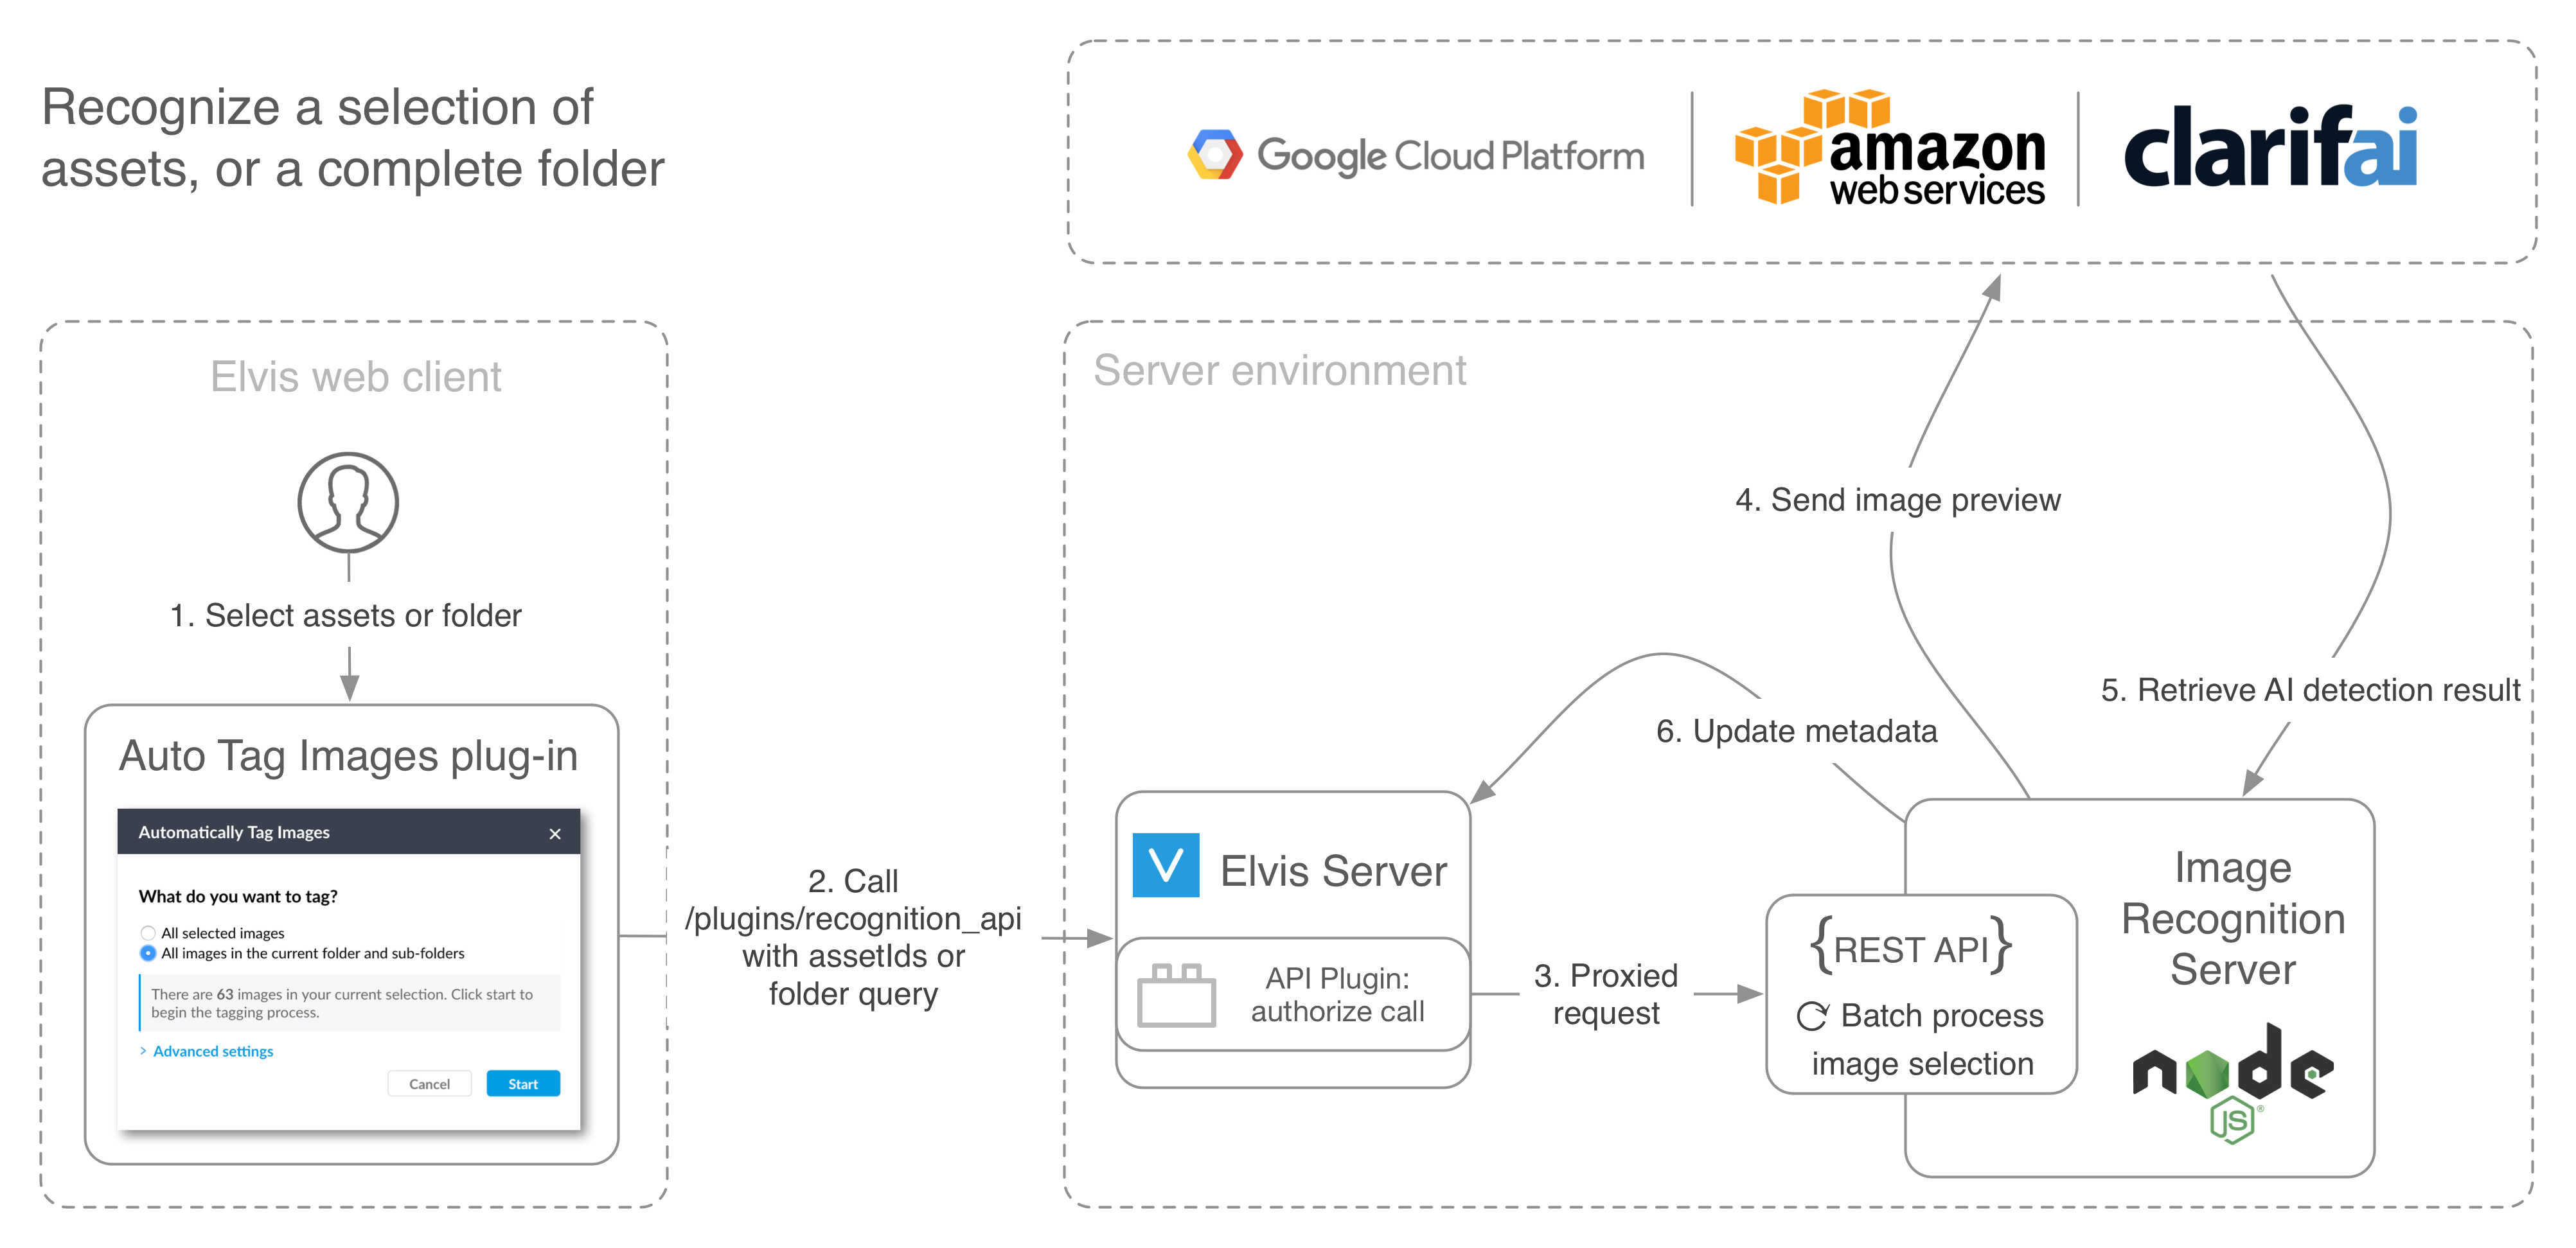 Recognize a selection of
assets, or a complete folder
Google Cloud Platform
amazon
web services
clarifai
Elvis web client
1. Select assets or folder
Auto Tag Images plug-in
Automatically Tag Images ×
What do you want to tag?
All selected images
All images in the current folder and sub-folders
There are 63 images in your current selection. Click start to
begin the tagging process.
> Advanced settings
Cancel
Start
2. Call
/plugins/recognition_api
with assetIds or
folder query
Server environment
Elvis Server
API Plugin:
authorize call
3. Proxied
request
{REST API}
Batch process
image selection
Image
Recognition
Server
node
JS®
4. Send image preview
5. Retrieve AI detection result
6. Update metadata